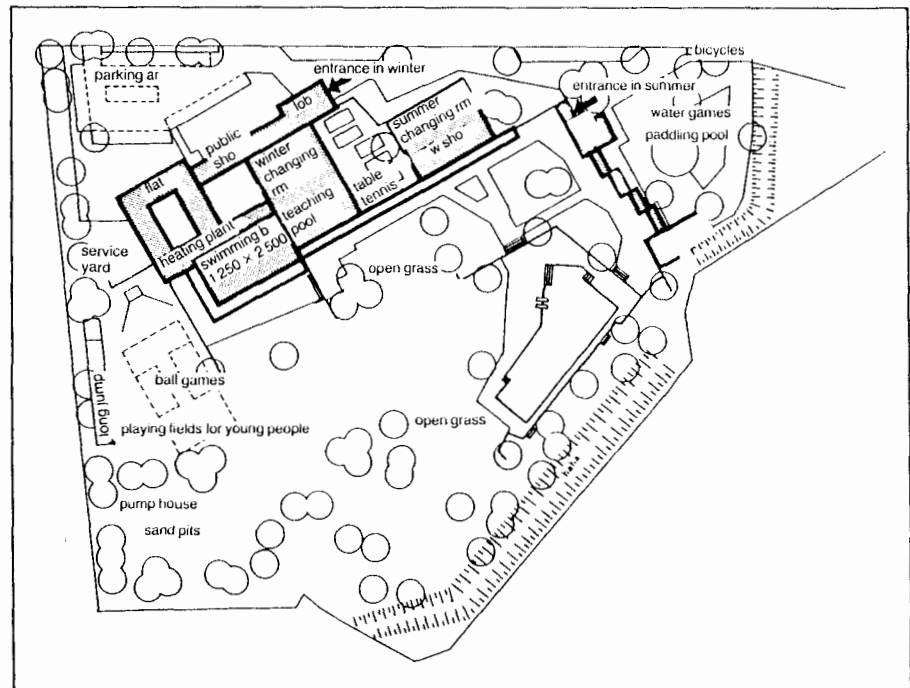 bicycles
entrance in winter
parking ar
entrance in summer
lob
summer
changing rm
w sho
water games
paddling pool
public
sho
winter
changing
rm
table
tennis
flat
teaching
pool
heating plant
swimming b
1 250 × 2 500
service
yard
open grass
ball games
long jump
open grass
playing fields for young people
pump house
sand pits